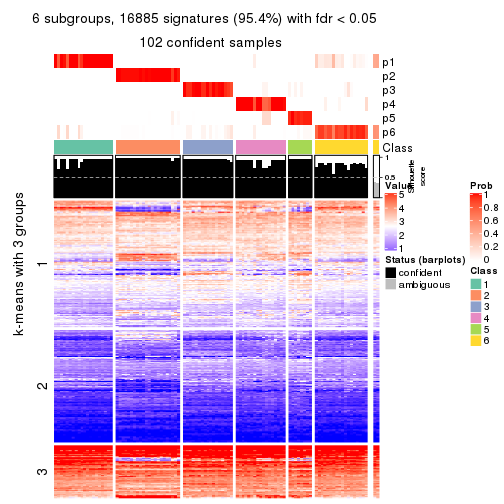 6 subgroups, 16885 signatures (95.4%) with fdr < 0.05
102 confident samples
p1
p2
p3
p4
p5
p6
Class
1
0.5
Silhouette
score
k-means with 3 groups
1
2
3
Value
5
4
3
2
1
Status (barplots)
confident
ambiguous
Prob
1
0.8
0.6
0.4
0.2
0
Class
1
2
3
4
5
6